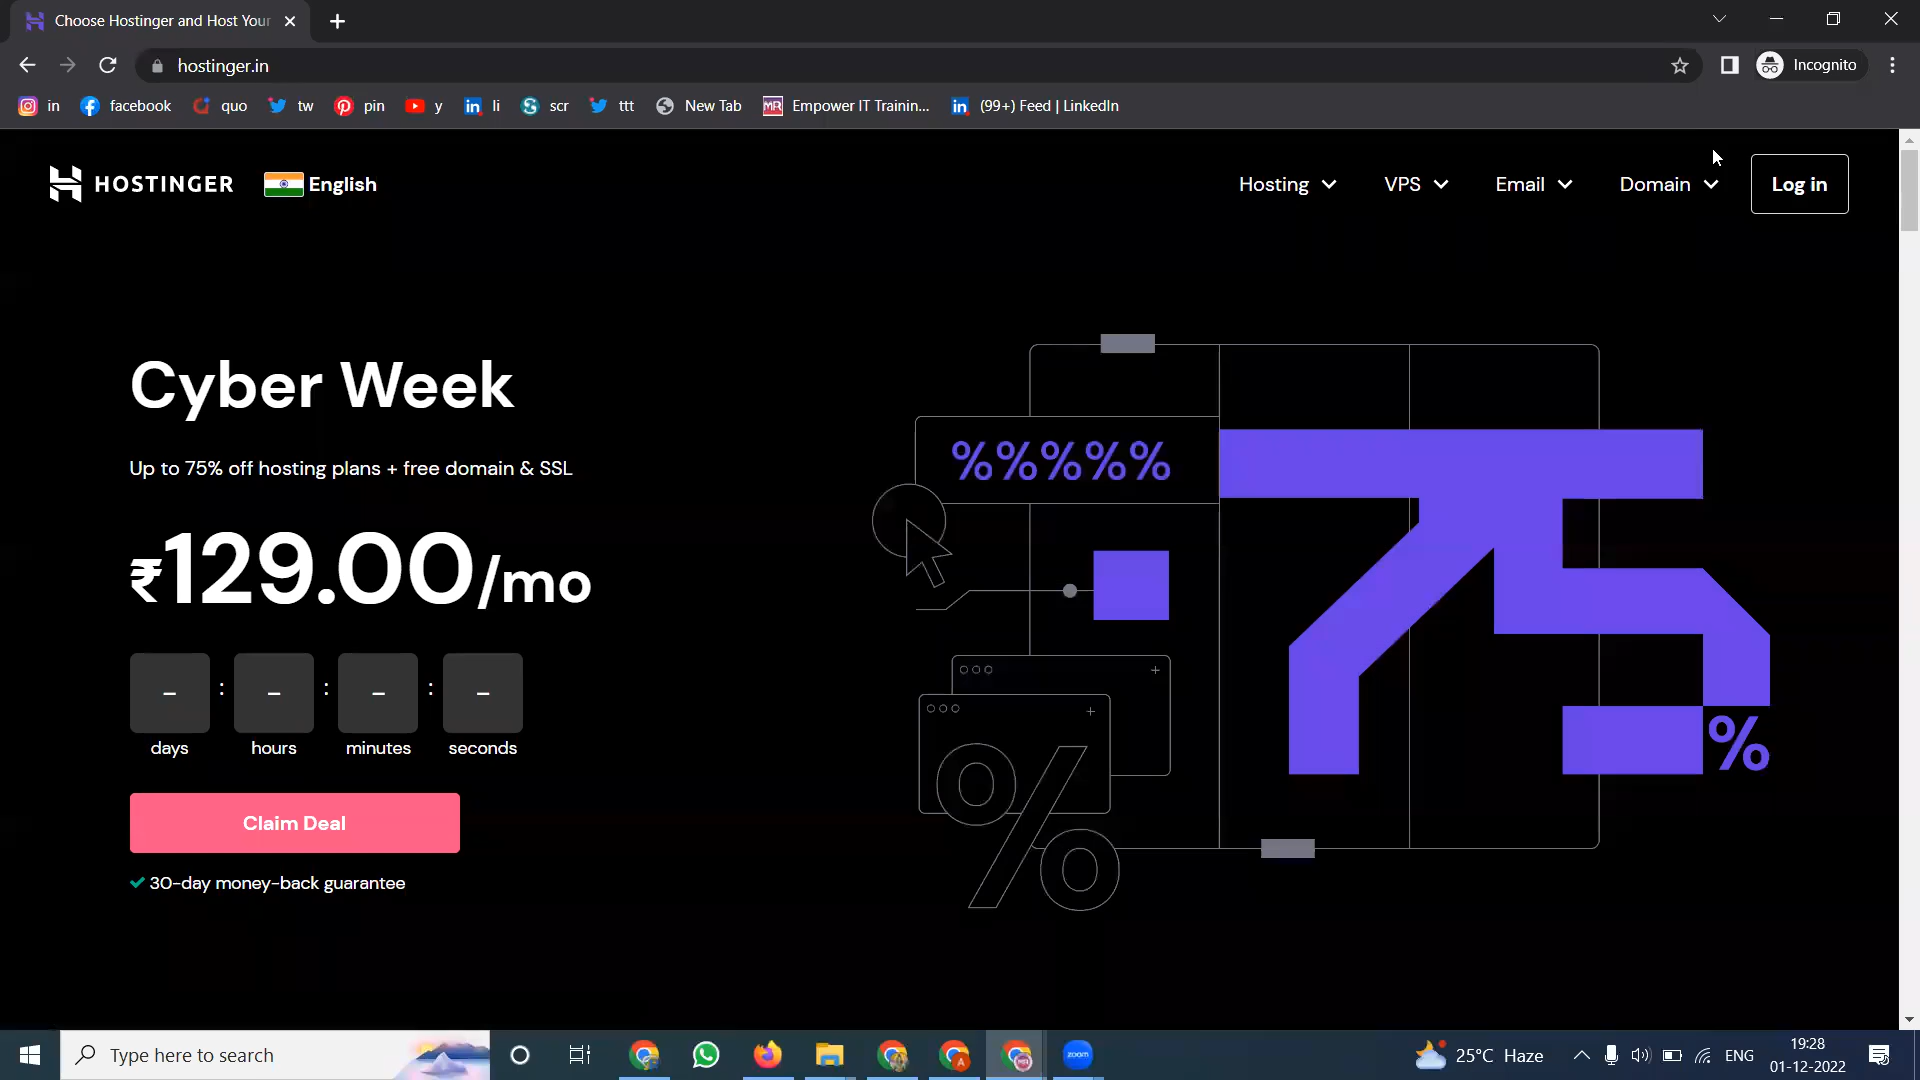 Choose Hostinger and Host Your
hostinger.in
Incognito
in
facebook
quo
tw
pin
y
li
scr
ttt
New Tab
MR
Empower IT Trainin...
(99+) Feed | LinkedIn
HOSTINGER
English
Hosting
VPS
Email
Domain
Log in
Cyber Week
Up to 75% off hosting plans + free domain & SSL
₹129.00/mo
%%%%%
75%
%
– : – : – : –
days hours minutes seconds
Claim Deal
30-day money-back guarantee
Type here to search
zoom
25°C Haze
ENG
19:28
01-12-2022